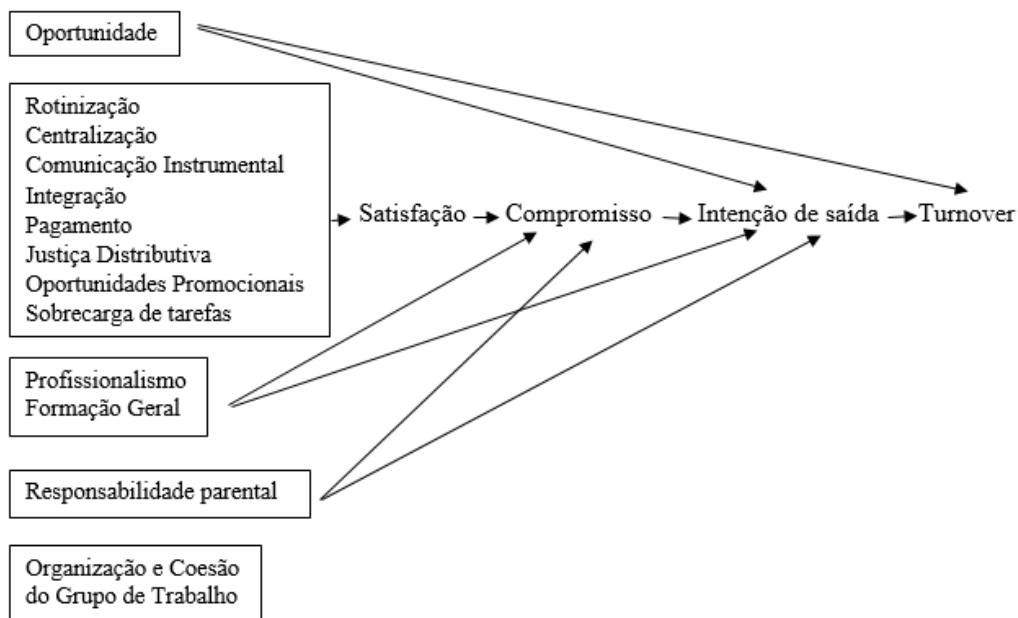 Oportunidade
Rotinização
Centralização
Comunicação Instrumental
Integração
Pagamento
Justiça Distributiva
Oportunidades Promocionais
Sobrecarga de tarefas
Satisfação
Compromisso
Intenção de saída
Turnover
Profissionalismo
Formação Geral
Responsabilidade parental
Organização e Coesão
do Grupo de Trabalho